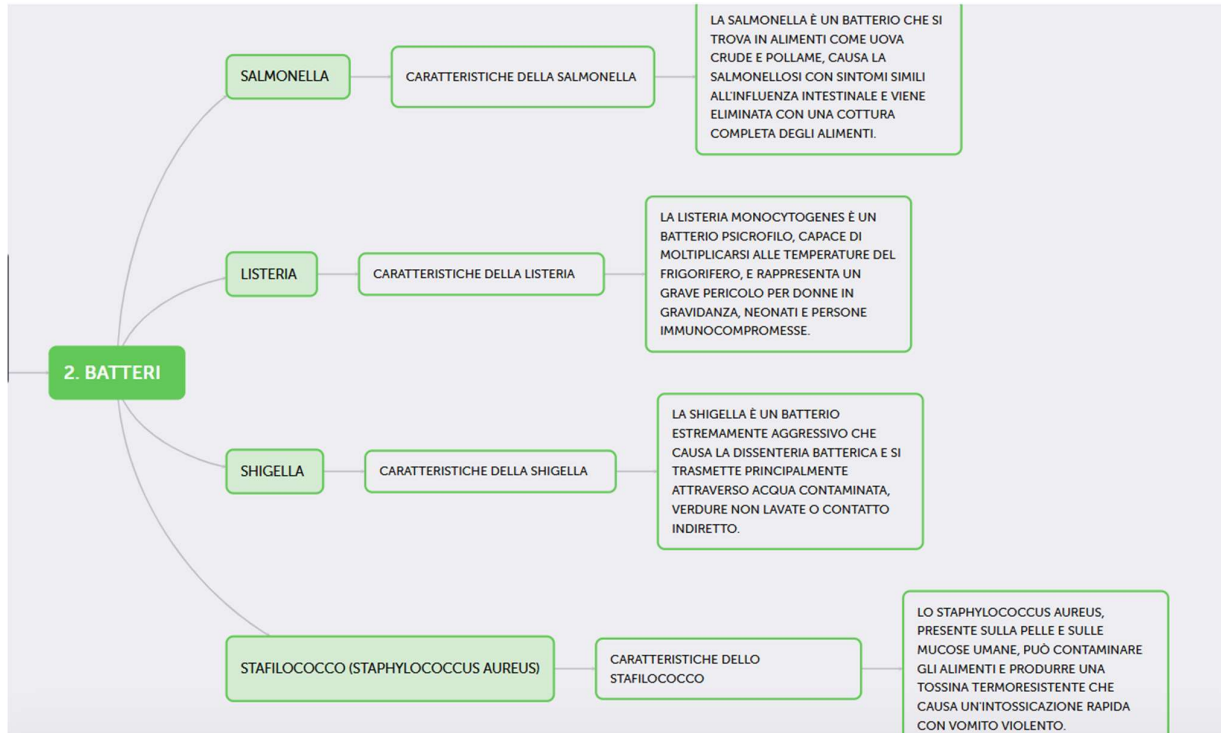 SALMONELLA
CARATTERISTICHE DELLA SALMONELLA
LA SALMONELLA È UN BATTERIO CHE SI
TROVA IN ALIMENTI COME UOVA
CRUDE E POLLAME, CAUSA LA
SALMONELLOSI CON SINTOMI SIMILI
ALL'INFLUENZA INTESTINALE E VIENE
ELIMINATA CON UNA COTTURA
COMPLETA DEGLI ALIMENTI.
LISTERIA
CARATTERISTICHE DELLA LISTERIA
LA LISTERIA MONOCYTOGENES È UN
BATTERIO PSICROFILO, CAPACE DI
MOLTIPLICARSI ALLE TEMPERATURE DEL
FRIGORIFERO, E RAPPRESENTA UN
GRAVE PERICOLO PER DONNE IN
GRAVIDANZA, NEONATI E PERSONE
IMMUNOCOMPROMESSE.
2. BATTERI
SHIGELLA
CARATTERISTICHE DELLA SHIGELLA
LA SHIGELLA È UN BATTERIO
ESTREMAMENTE AGGRESSIVO CHE
CAUSA LA DISSENTERIA BATTERICA E SI
TRASMETTE PRINCIPALMENTE
ATTRAVERSO ACQUA CONTAMINATA,
VERDURE NON LAVATE O CONTATTO
INDIRETTO.
STAFILOCOCCO (STAPHYLOCOCCUS AUREUS)
CARATTERISTICHE DELLO
STAFILOCOCCO
LO STAPHYLOCOCCUS AUREUS,
PRESENTE SULLA PELLE E SULLE
MUCOSE UMANE, PUÒ CONTAMINARE
GLI ALIMENTI E PRODURRE UNA
TOSSINA TERMORESISTENTE CHE
CAUSA UN'INTOSSICAZIONE RAPIDA
CON VOMITO VIOLENTO.